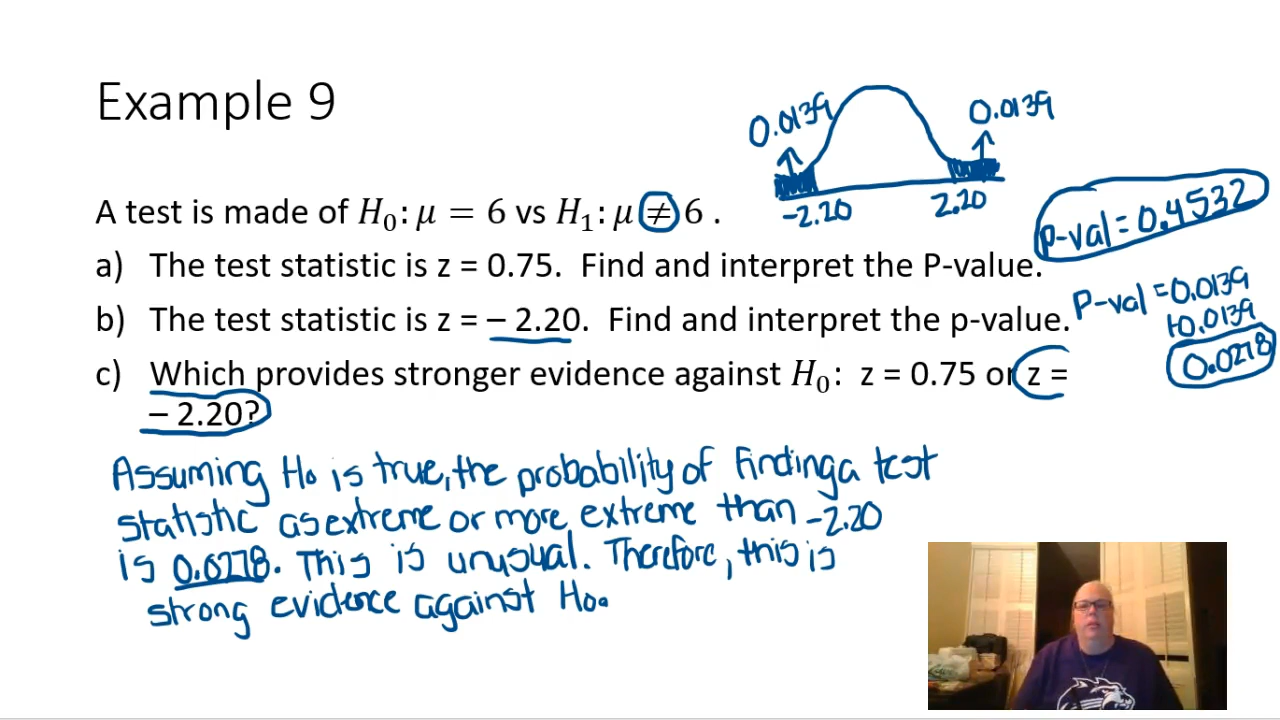 Example 9
0.0139
0.0139
-2.20
2.20
A test is made of H₀: μ = 6 vs H₁: μ ≠ 6 .
P-val = 0.4532
a) The test statistic is z = 0.75. Find and interpret the P-value.
b) The test statistic is z = – 2.20. Find and interpret the p-value.
P-val = 0.0139
+0.0139
0.0278
c) Which provides stronger evidence against H₀: z = 0.75 or z =
– 2.20?
Assuming Ho is true, the probability of finding a test
statistic as extreme or more extreme than -2.20
is 0.0278. This is unusual. Therefore, this is
strong evidence against Ho.